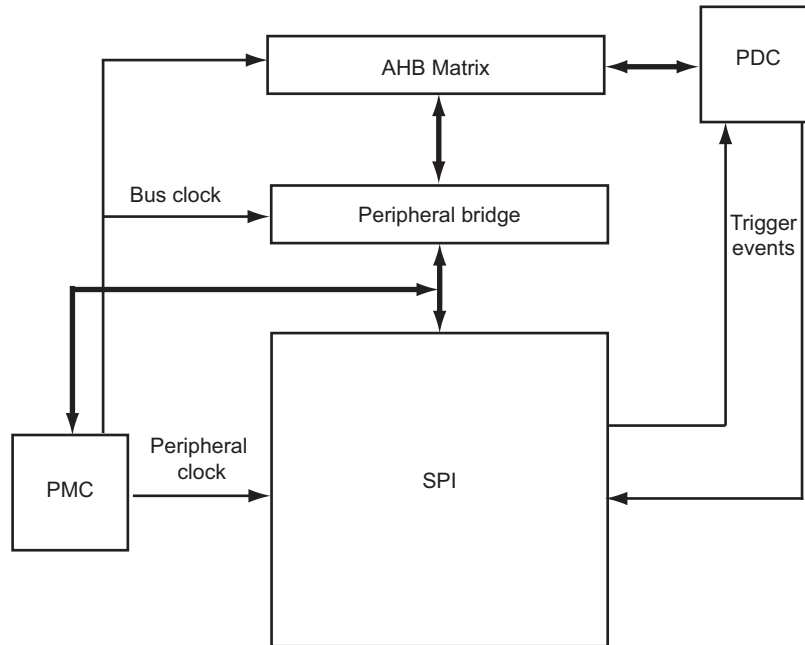 AHB Matrix
PDC
Bus clock
Peripheral bridge
Trigger
events
Peripheral
clock
PMC
SPI